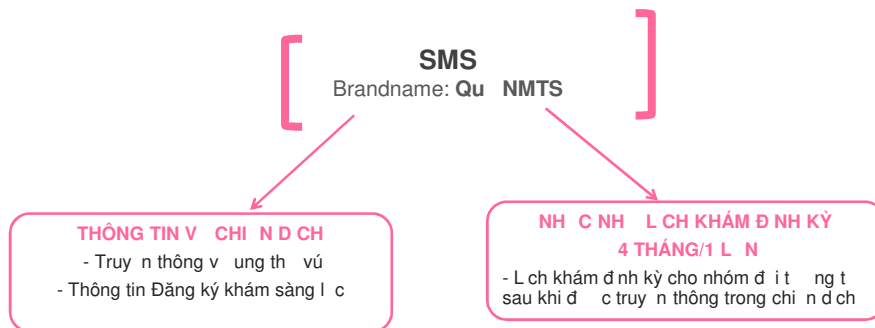 SMS
Brandname: Qu NMTS
THÔNG TIN V CHI N D CH
- Truy n thông v ung th vú
- Thông tin Đăng ký khám sàng l c
NH C NH L CH KHÁM Đ NH KỲ
4 THÁNG/1 L N
- L ch khám đ nh kỳ cho nhóm đ i t ng t
sau khi đ c truy n thông trong chi n d ch